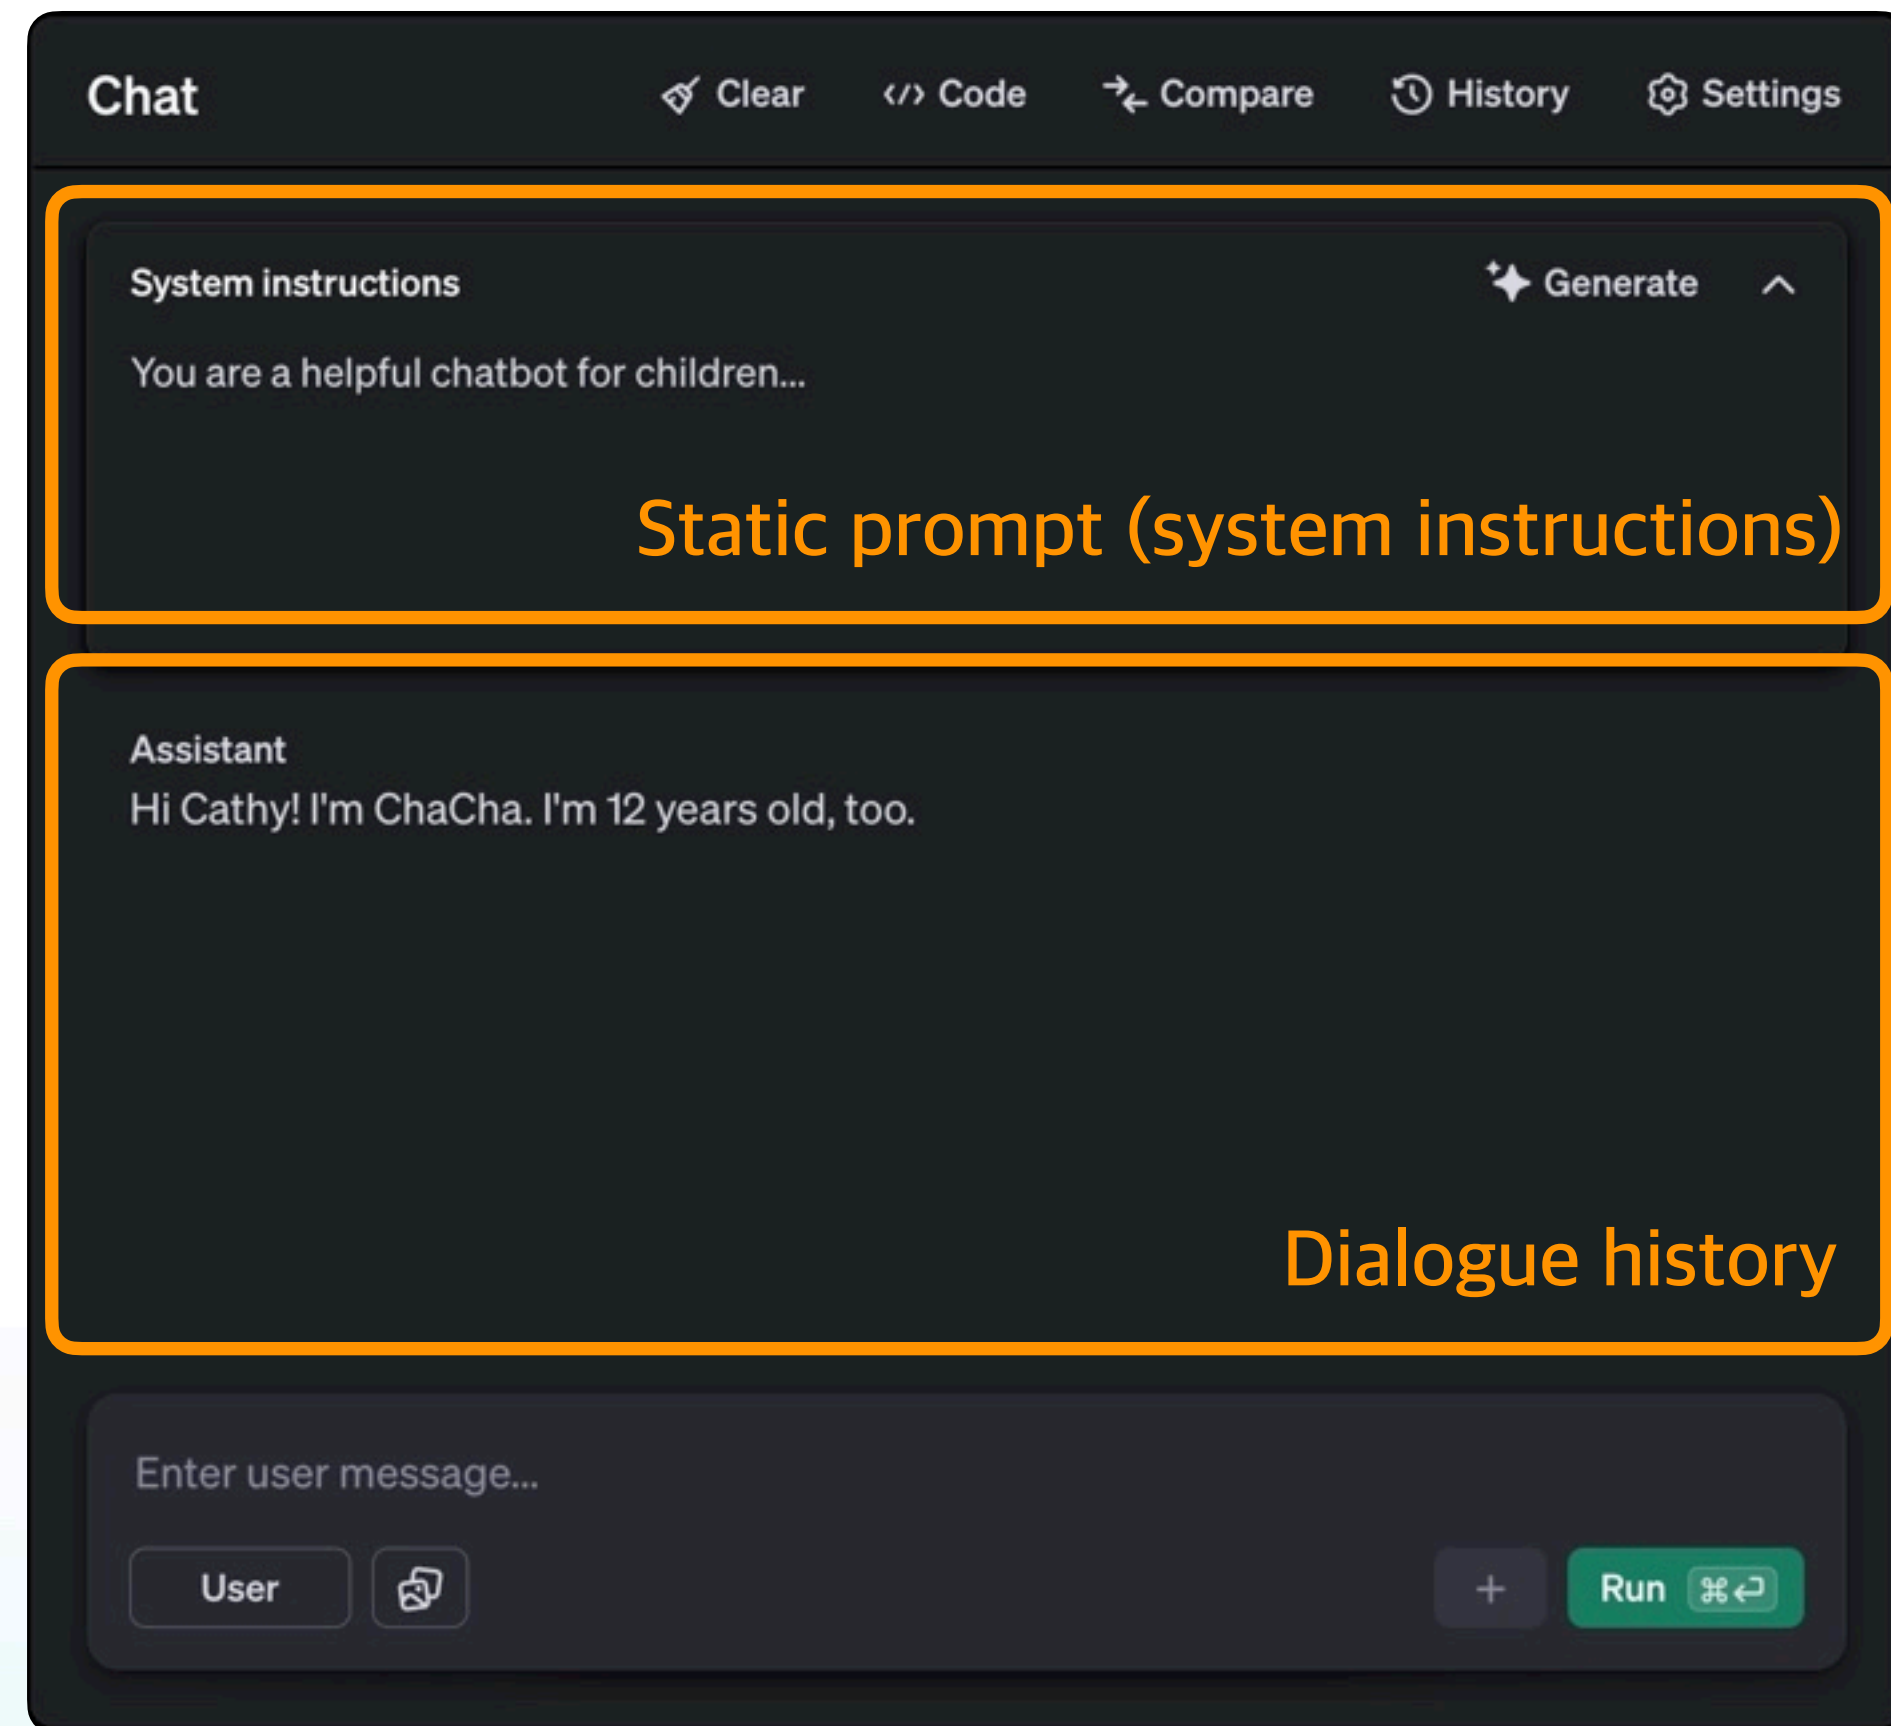 Chat Clear </> Code Compare History Settings
System instructions Generate
You are a helpful chatbot for children...
Static prompt (system instructions)
Assistant
Hi Cathy! I'm ChaCha. I'm 12 years old, too.
Dialogue history
Enter user message...
User + Run ⌘↩